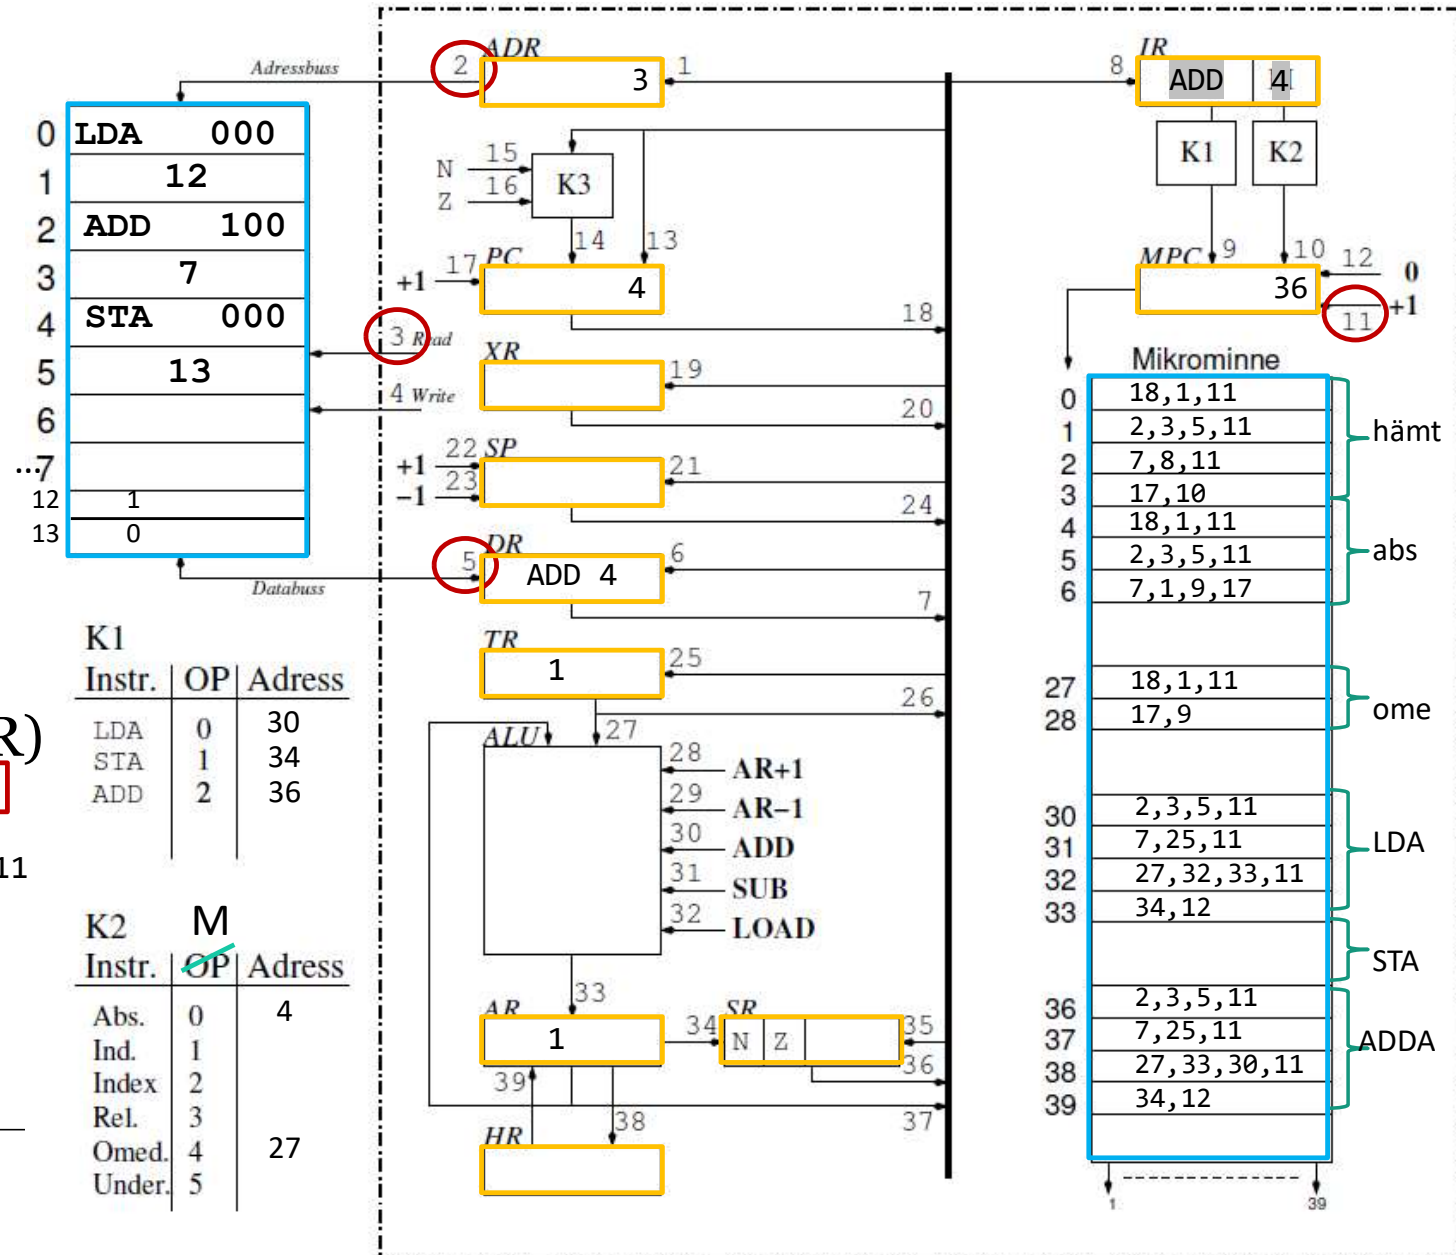 ADR
IR
Adressbuss
2
3
1
8
ADD 4
0 LDA 000
1 12
2 ADD 100
3 7
4 STA 000
5 13
6
...7
12 1
13 0
N 15
Z 16
K3
14
13
K1
K2
9
10
12 0
11 +1
MPC
36
+1 17
PC
4
18
3 Read
4 Write
XR
19
20
+1 22
-1 23
SP
21
24
Databuss
5
DR
ADD 4
6
7
TR
1
25
26
27
ALU
28 AR+1
29 AR-1
30 ADD
31 SUB
32 LOAD
33
AR
1
34
SR
N Z
35
36
37
39
38
HR
Mikrominne
0 18,1,11
1 2,3,5,11
2 7,8,11
3 17,10
hämt
4 18,1,11
5 2,3,5,11
6 7,1,9,17
abs
27 18,1,11
28 17,9
ome
30 2,3,5,11
31 7,25,11
32 27,32,33,11
33 34,12
LDA
STA
36 2,3,5,11
37 7,25,11
38 27,33,30,11
39 34,12
ADDA
1
39
R)
11
K1
Instr. OP Adress
LDA 0 30
STA 1 34
ADD 2 36
K2
M
Instr. OP Adress
Abs. 0 4
Ind. 1
Index 2
Rel. 3
Omed. 4 27
Under. 5